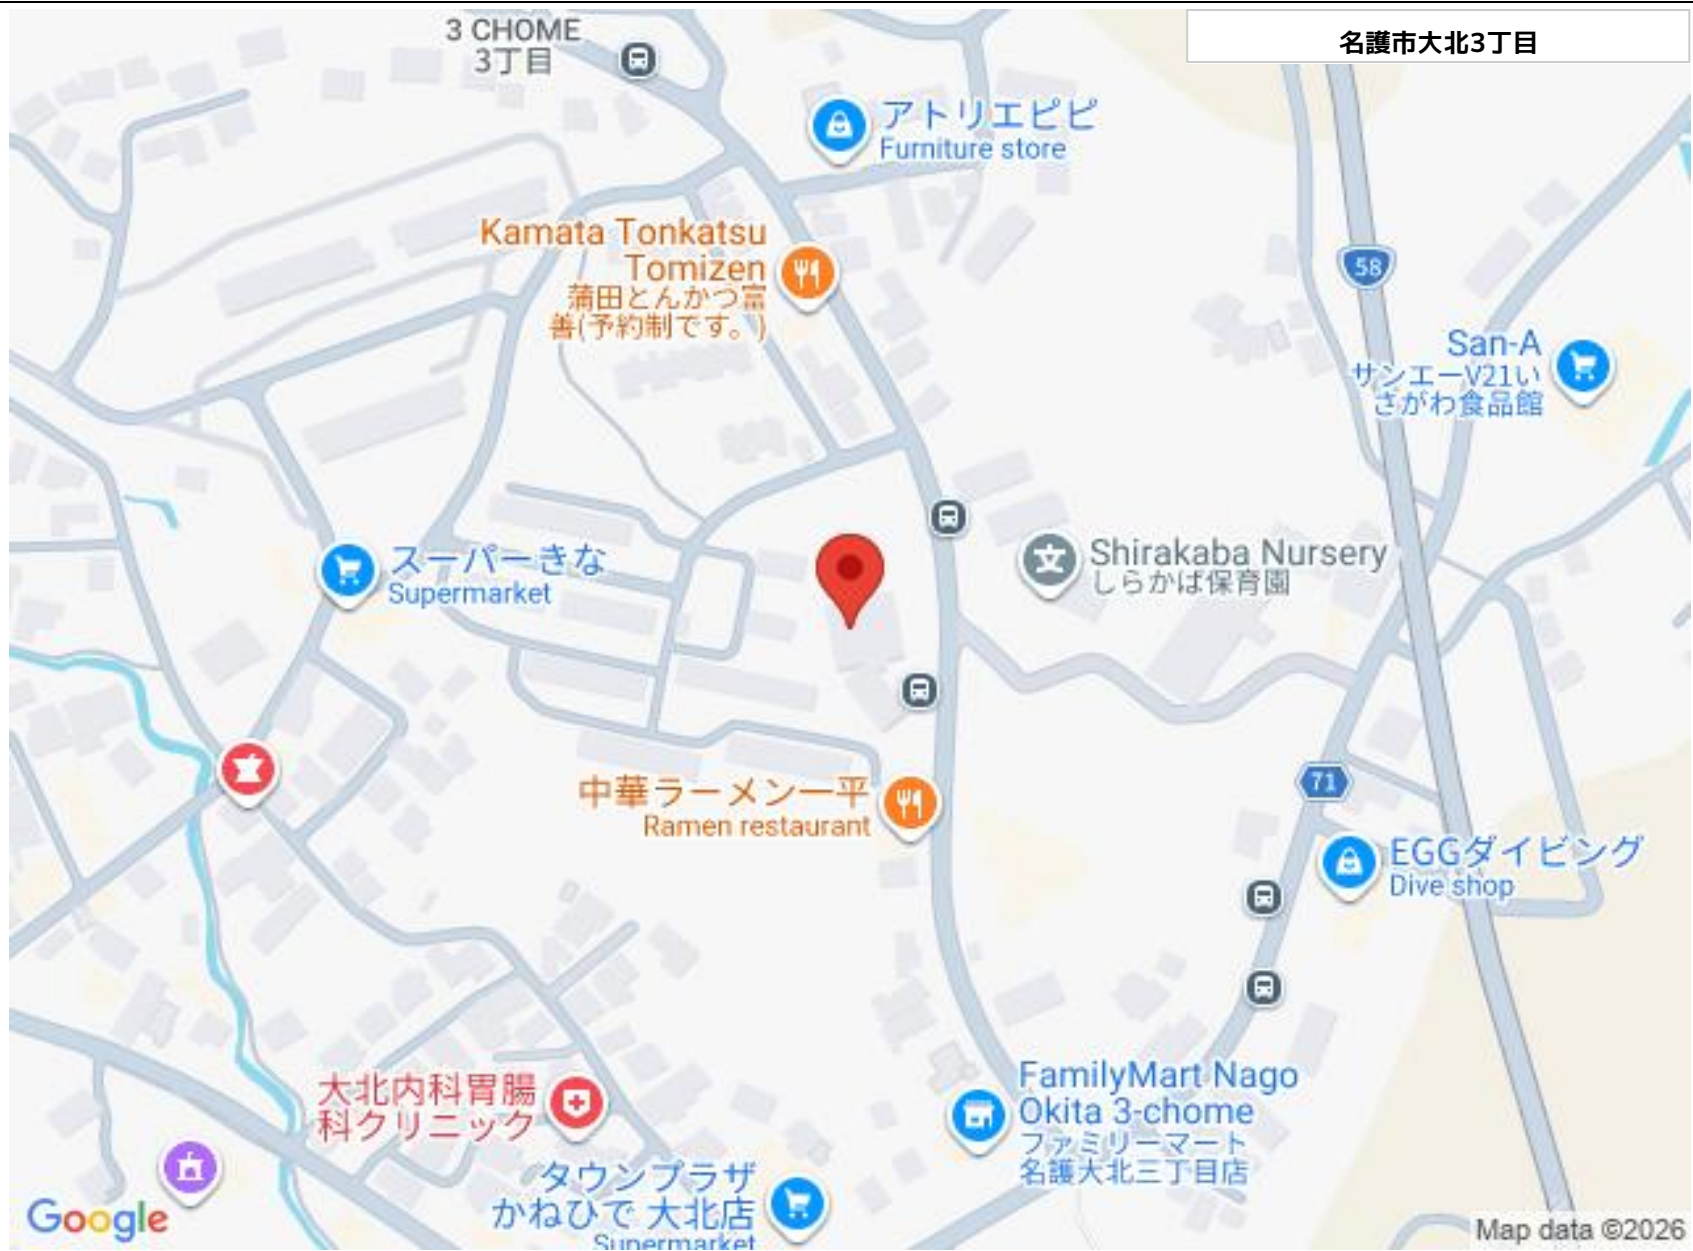 名護市大北3丁目
3 CHOME
3丁目
アトリエピピ
Furniture store
Kamata Tonkatsu
Tomizen
蒲田とんかつ富
善(予約制です。)
58
San-A
サンエーV21い
さがわ食品館
スーパーきな
Supermarket
Shirakaba Nursery
しらかば保育園
71
中華ラーメン一平
Ramen restaurant
EGGダイビング
Dive shop
大北内科胃腸
科クリニック
FamilyMart Nago
Okita 3-chome
ファミリーマート
名護大北三丁目店
タウンプラザ
かねひで 大北店
Supermarket
Google
Map data ©2026